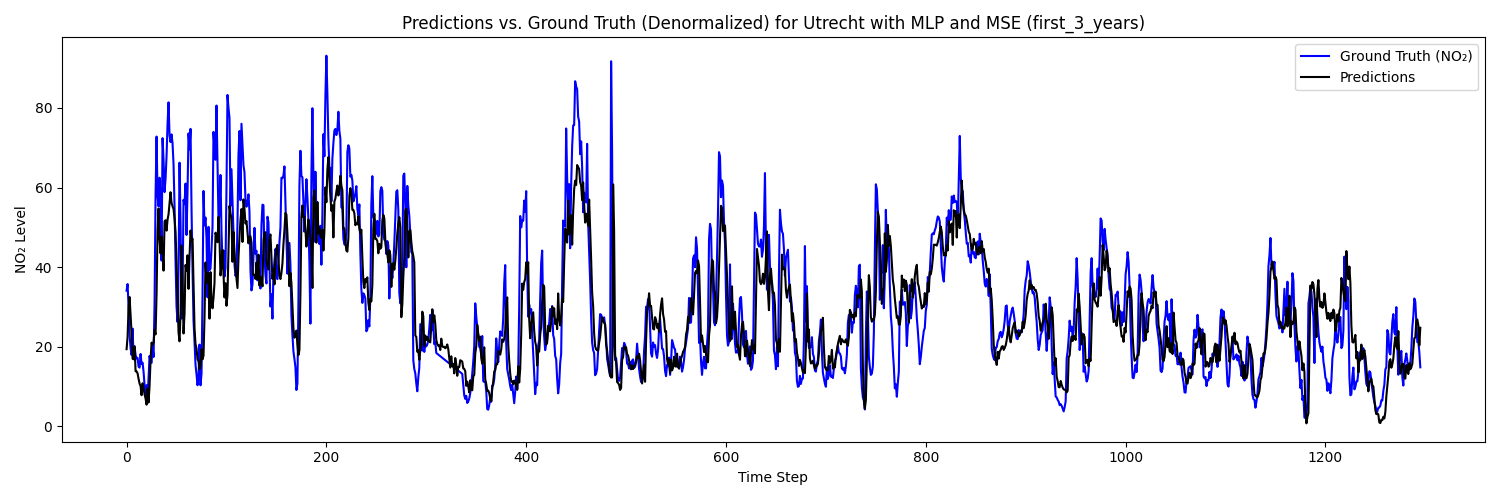 Predictions vs. Ground Truth (Denormalized) for Utrecht with MLP and MSE (first_3_years)
Ground Truth (NO₂)
Predictions
NO₂ Level
80
60
40
20
0
0 200 400 600 800 1000 1200
Time Step